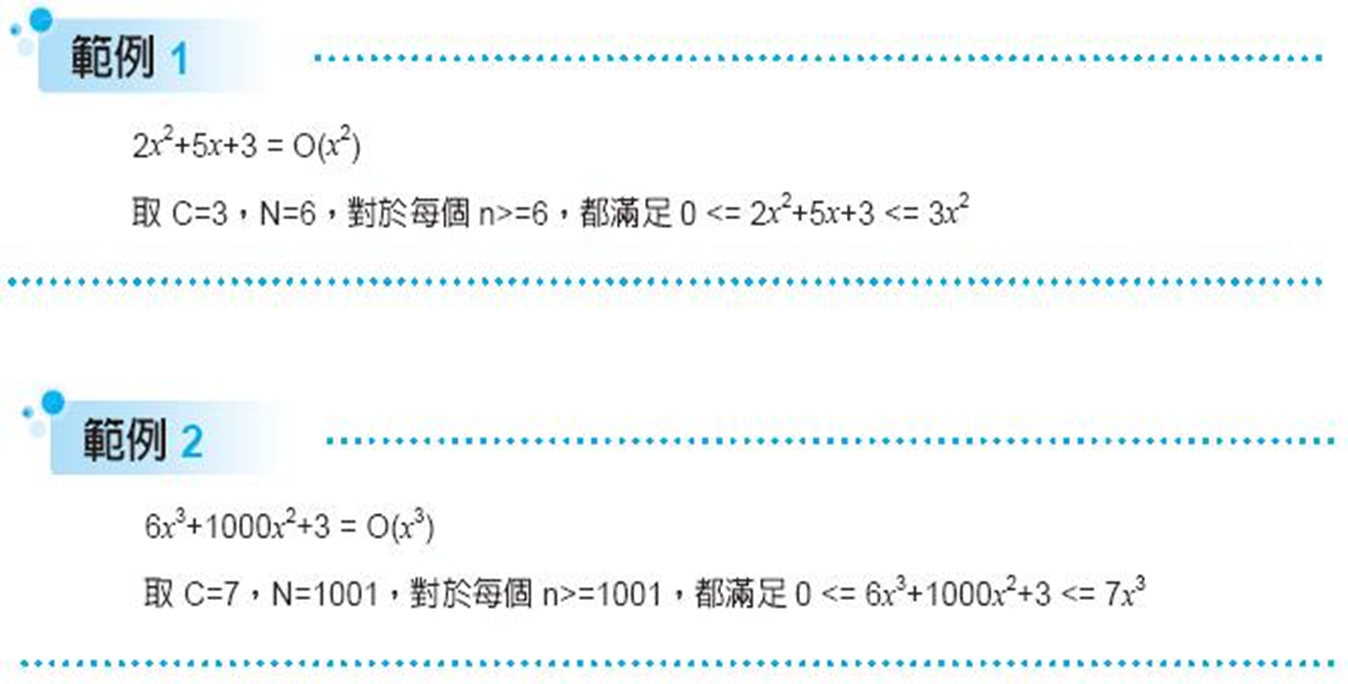 範例 1
2x²+5x+3 = O(x²)
取 C=3，N=6，對於每個 n>=6，都滿足 0 <= 2x²+5x+3 <= 3x²
範例 2
6x³+1000x²+3 = O(x³)
取 C=7，N=1001，對於每個 n>=1001，都滿足 0 <= 6x³+1000x²+3 <= 7x³